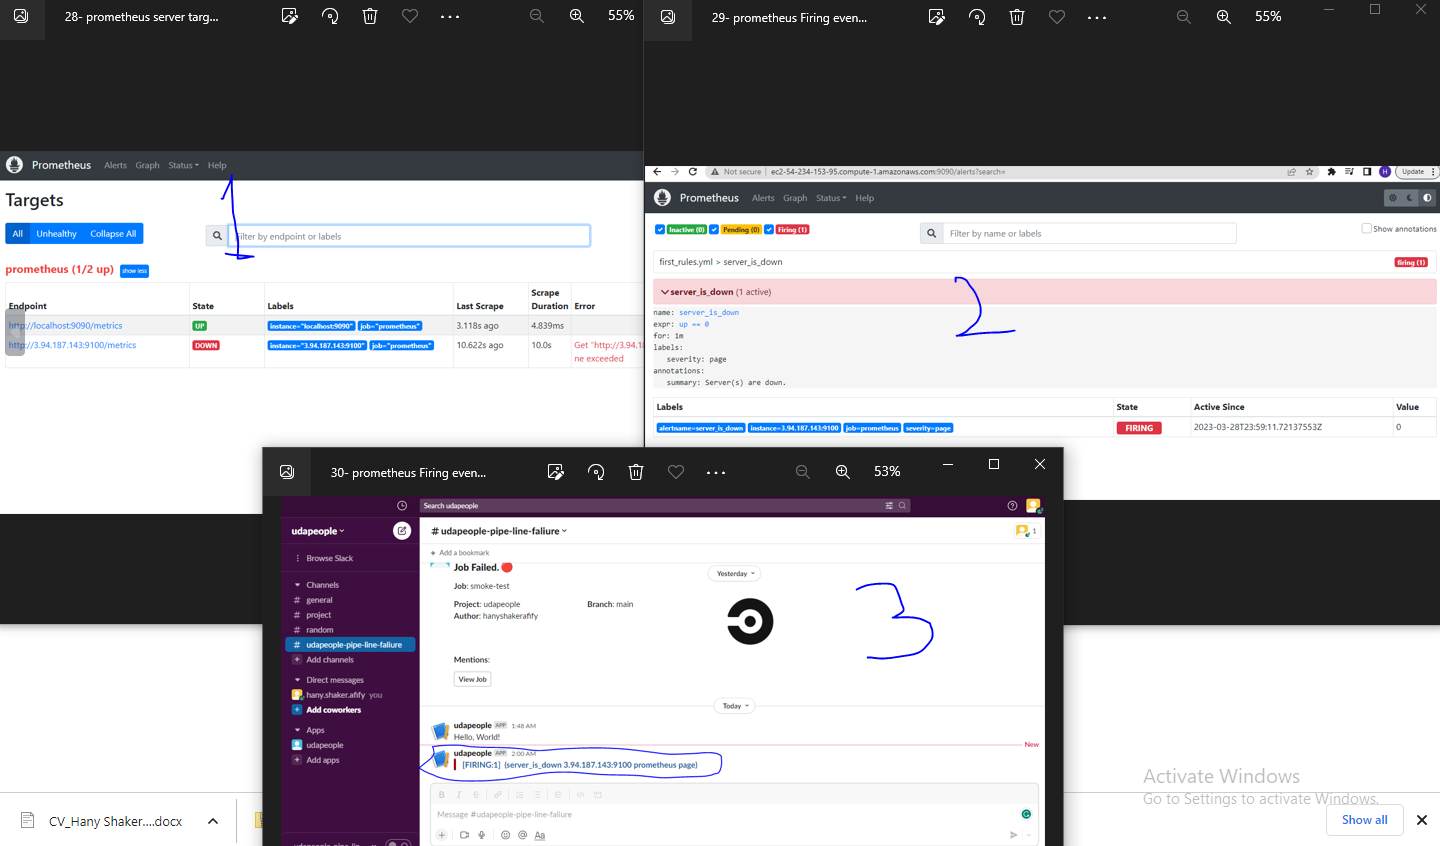 28- prometheus server targ...
55%
Prometheus
Alerts
Graph
Status
Help
1
Targets
All
Unhealthy
Collapse All
Filter by endpoint or labels
prometheus (1/2 up)
show less
Endpoint
State
Labels
Last Scrape
Scrape Duration
Error
http://localhost:9090/metrics
UP
instance="localhost:9090"
job="prometheus"
3.118s ago
4.839ms
http://3.94.187.143:9100/metrics
DOWN
instance="3.94.187.143:9100"
job="prometheus"
10.622s ago
10.0s
Get "http://3.94.1
ne exceeded
29- prometheus Firing even...
55%
Not secure
ec2-54-234-153-95.compute-1.amazonaws.com:9090/alerts?search=
H
Update
Prometheus
Alerts
Graph
Status
Help
Inactive (0)
Pending (0)
Firing (1)
Filter by name or labels
Show annotations
first_rules.yml > server_is_down
firing (1)
server_is_down (1 active)
2
name: server_is_down
expr: up == 0
for: 1m
labels:
severity: page
annotations:
summary: Server(s) are down.
Labels
State
Active Since
Value
alertname=server_is_down
instance=3.94.187.143:9100
job=prometheus
severity=page
FIRING
2023-03-28T23:59:11.72137553Z
0
30- prometheus Firing even...
53%
Search udapeople
udapeople
Browse Slack
Channels
# general
# project
# random
# udapeople-pipe-line-faliure
+ Add channels
Direct messages
hany.shaker.afify you
+ Add coworkers
Apps
udapeople
+ Add apps
# udapeople-pipe-line-faliure
1
+ Add a bookmark
Job Failed.
Yesterday
Job: smoke-test
Project: udapeople
Branch: main
Author: hanyshakerafify
3
Mentions:
View Job
Today
udapeople APP 1:48 AM
Hello, World!
New
udapeople APP 2:00 AM
[FIRING:1] (server_is_down 3.94.187.143:9100 prometheus page)
B I S
Message #udapeople-pipe-line-faliure
Aa
Activate Windows
Go to Settings to activate Windows.
CV_Hany Shaker....docx
Show all